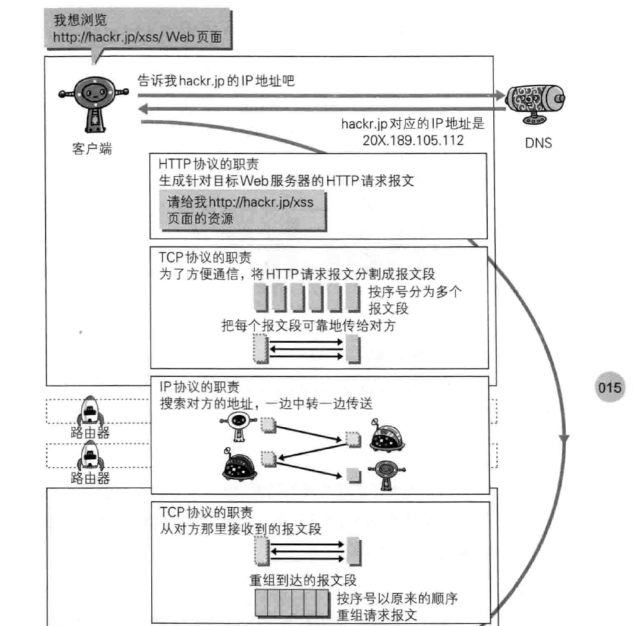 我想浏览
http://hackr.jp/xss/ Web页面
告诉我hackr.jp的IP地址吧
hackr.jp对应的IP地址是
20X.189.105.112
客户端
DNS
HTTP协议的职责
生成针对目标Web服务器的HTTP请求报文
请给我http://hackr.jp/xss
页面的资源
TCP协议的职责
为了方便通信，将HTTP请求报文分割成报文段
按序号分为多个
报文段
把每个报文段可靠地传给对方
015
IP协议的职责
搜索对方的地址，一边中转一边传送
路由器
路由器
TCP协议的职责
从对方那里接收到的报文段
重组到达的报文段
按序号以原来的顺序
重组请求报文